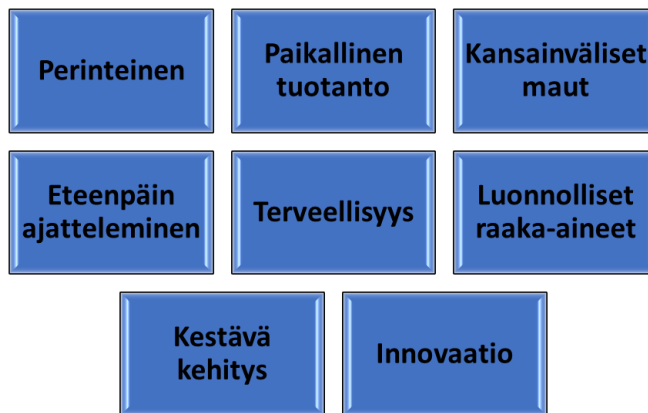 Perinteinen
Paikallinen
tuotanto
Kansainväliset
maut
Eteenpäin
ajatteleminen
Terveellisyys
Luonnolliset
raaka-aineet
Kestävä
kehitys
Innovaatio